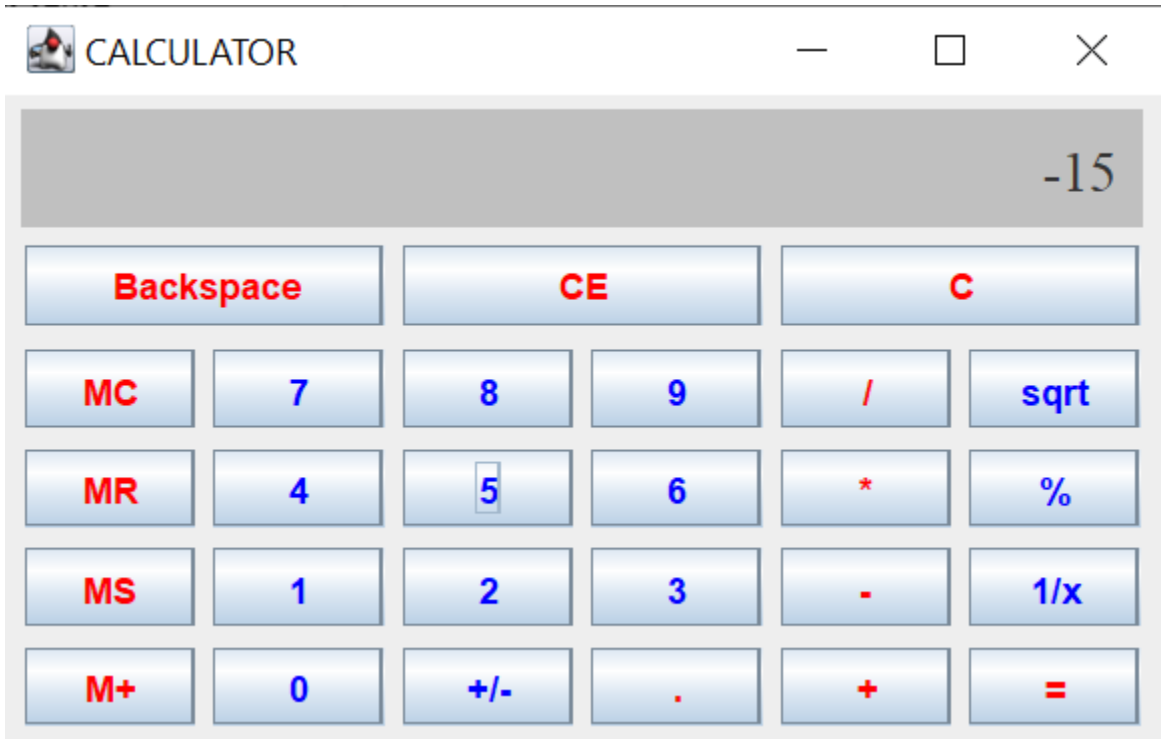 CALCULATOR
-15
Backspace CE C
MC 7 8 9 / sqrt
MR 4 5 6 * %
MS 1 2 3 - 1/x
M+ 0 +/- . + =